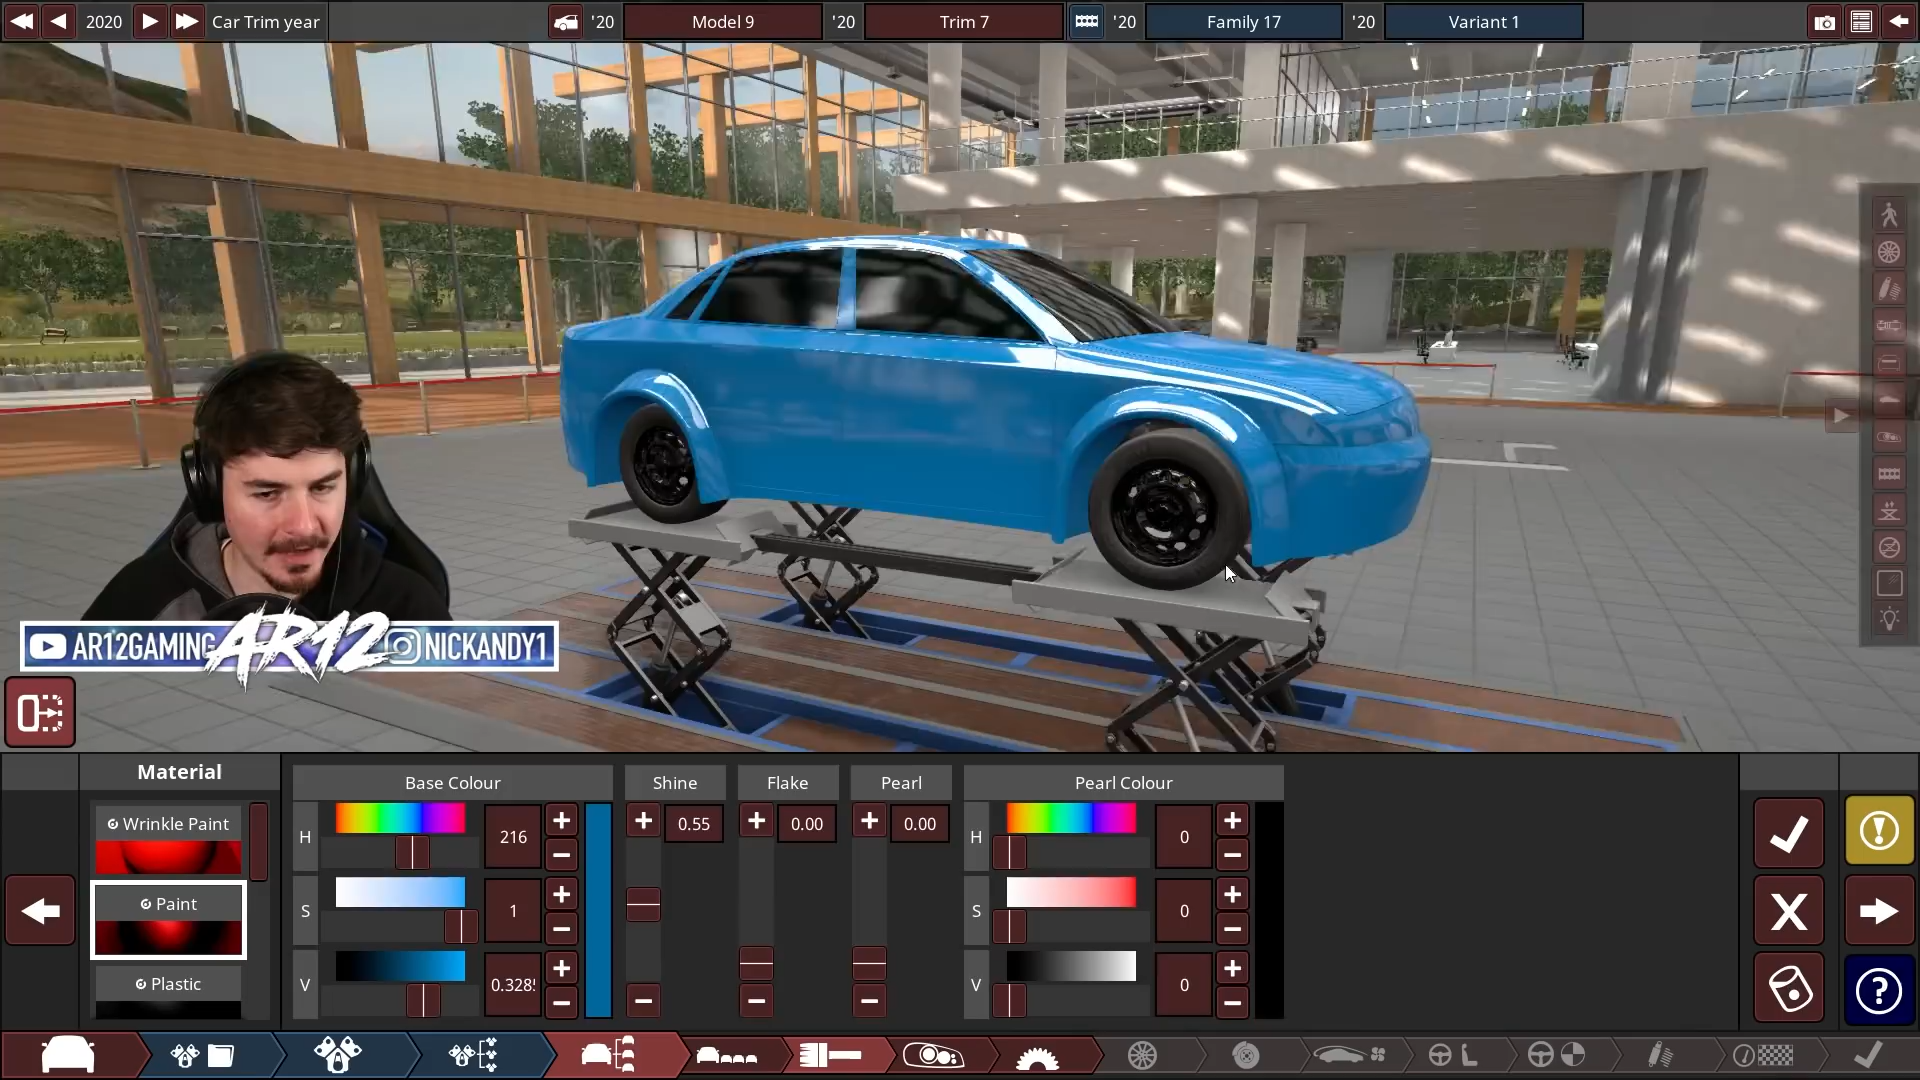 2020 Car Trim year '20 Model 9 '20 Trim 7 '20 Family 17 '20 Variant 1
AR12GAMING AR12 NICKANDY1
Material
Wrinkle Paint
Paint
Plastic
Base Colour
H 216
S 1
V 0.328
Shine
0.55
Flake
0.00
Pearl
0.00
Pearl Colour
H 0
S 0
V 0